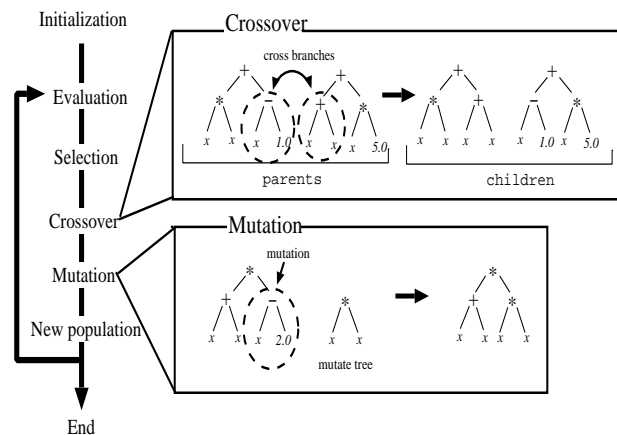 Initialization
Evaluation
Selection
Crossover
Mutation
New population
End
Crossover
cross branches
+ + + +
* - + * * + - *
x x x 1.0 x x x 5.0 x x x x x 1.0 x 5.0
parents children
Mutation
mutation
* *
+ - * + *
x x x 2.0 x x x x x x
mutate tree